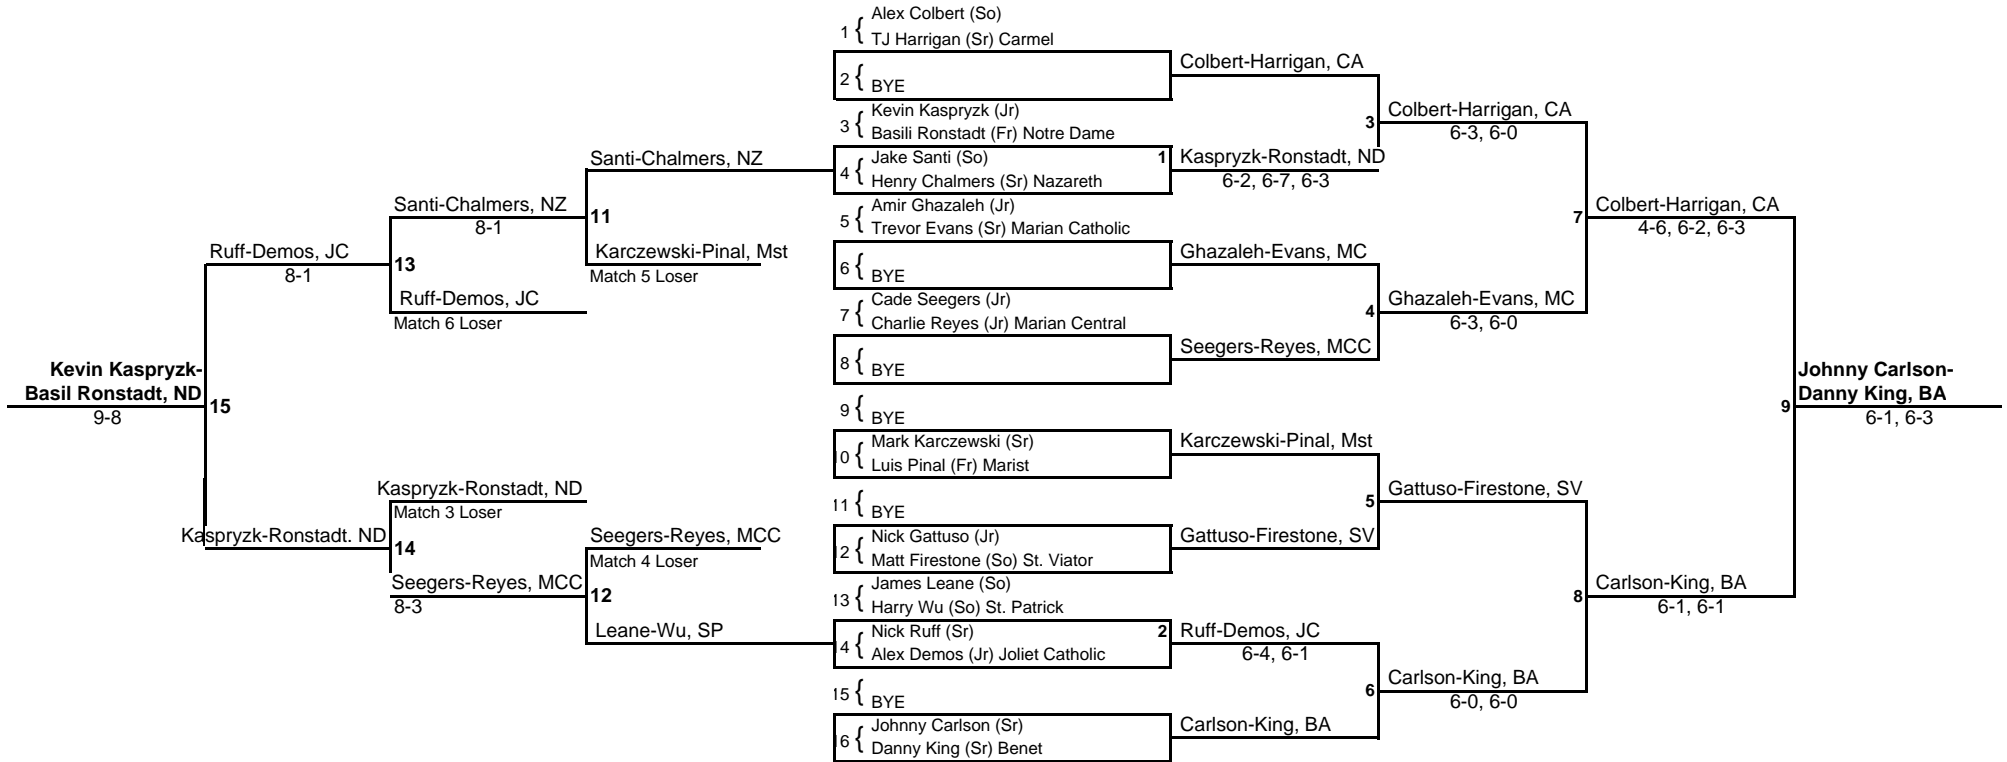 Alex Colbert (So)
1 {
TJ Harrigan (Sr) Carmel
Colbert-Harrigan, CA
2 { BYE
Kevin Kaspryzk (Jr)
Colbert-Harrigan, CA
3 {
Basili Ronstadt (Fr) Notre Dame
3
6-3, 6-0
Santi-Chalmers, NZ
Jake Santi (So)
1
Kaspryzk-Ronstadt, ND
4 {
Henry Chalmers (Sr) Nazareth
6-2, 6-7, 6-3
Santi-Chalmers, NZ
Amir Ghazaleh (Jr)
Colbert-Harrigan, CA
8-1
11
5 {
Trevor Evans (Sr) Marian Catholic
7
4-6, 6-2, 6-3
Ruff-Demos, JC
Karczewski-Pinal, Mst
Ghazaleh-Evans, MC
8-1
13
Match 5 Loser
6 { BYE
Ruff-Demos, JC
Cade Seegers (Jr)
Ghazaleh-Evans, MC
Match 6 Loser
7 {
Charlie Reyes (Jr) Marian Central
4
6-3, 6-0
Seegers-Reyes, MCC
8 { BYE
Kevin Kaspryzk-
Basil Ronstadt, ND
15
9-8
Johnny Carlson-
Danny King, BA
9
6-1, 6-3
9 { BYE
Mark Karczewski (Sr)
Karczewski-Pinal, Mst
10 {
Luis Pinal (Fr) Marist
Kaspryzk-Ronstadt, ND
Match 3 Loser
11 { BYE
5
Gattuso-Firestone, SV
Kaspryzk-Ronstadt. ND
14
Seegers-Reyes, MCC
Match 4 Loser
Nick Gattuso (Jr)
Gattuso-Firestone, SV
12 {
Matt Firestone (So) St. Viator
Seegers-Reyes, MCC
8-3
12
James Leane (So)
13 {
Harry Wu (So) St. Patrick
8
Carlson-King, BA
6-1, 6-1
Leane-Wu, SP
Nick Ruff (Sr)
2
Ruff-Demos, JC
14 {
Alex Demos (Jr) Joliet Catholic
6-4, 6-1
15 { BYE
6
Carlson-King, BA
6-0, 6-0
Johnny Carlson (Sr)
Carlson-King, BA
16 {
Danny King (Sr) Benet